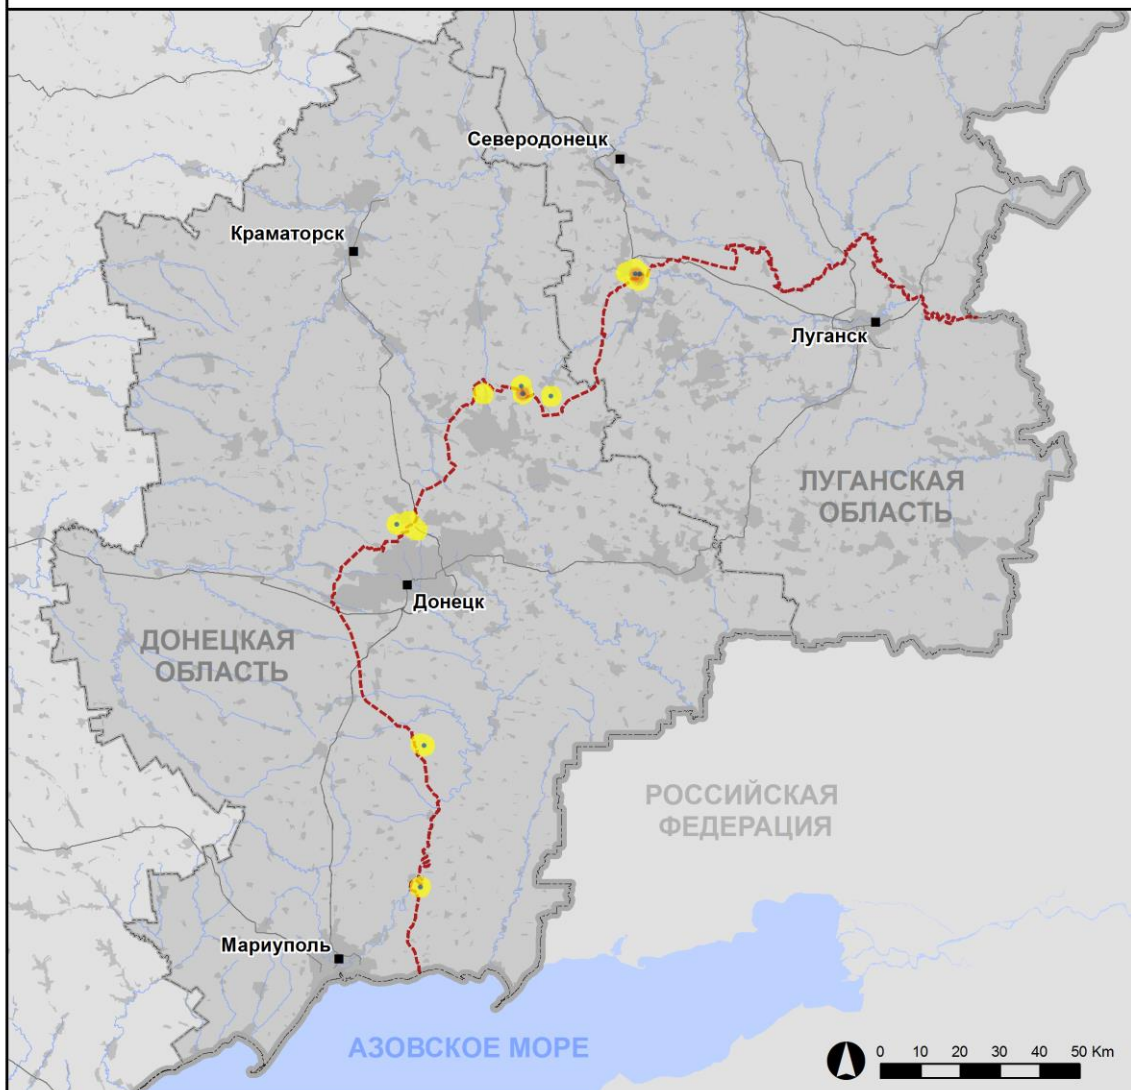 Северодонецк
Краматорск
Луганск
ЛУГАНСКАЯ
ОБЛАСТЬ
Донецк
ДОНЕЦКАЯ
ОБЛАСТЬ
РОССИЙСКАЯ
ФЕДЕРАЦИЯ
Мариуполь
АЗОВСКОЕ МОРЕ
0 10 20 30 40 50 Km